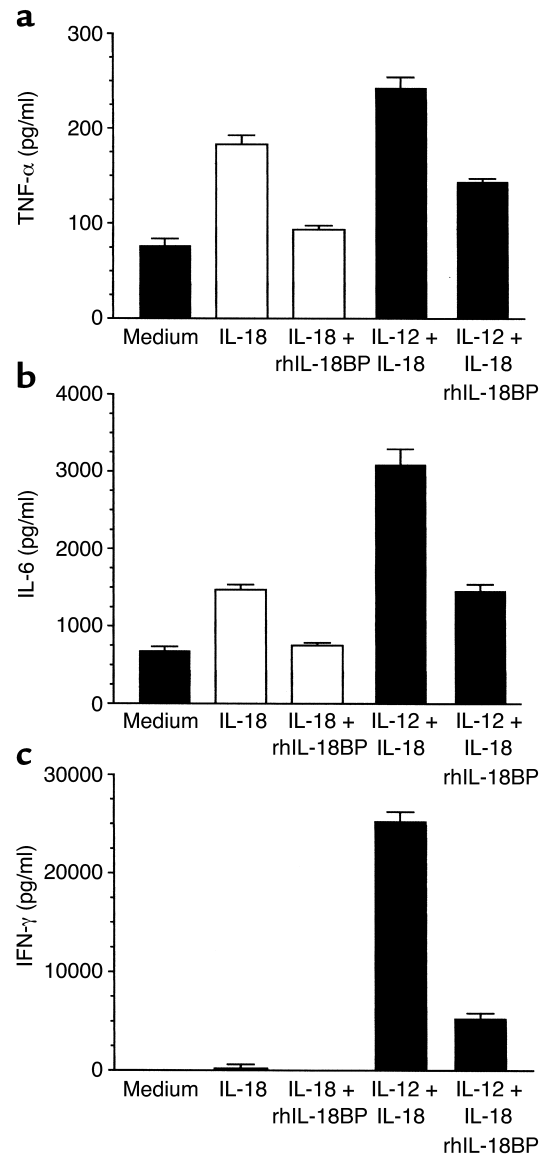 a
TNF-α (pg/ml)
300
200
100
0
Medium IL-18 IL-18 + IL-12 + IL-12 +
rhIL-18BP IL-18 IL-18
rhIL-18BP
b
IL-6 (pg/ml)
4000
3000
2000
1000
0
Medium IL-18 IL-18 + IL-12 + IL-12 +
rhIL-18BP IL-18 IL-18
rhIL-18BP
c
IFN-γ (pg/ml)
30000
20000
10000
0
Medium IL-18 IL-18 + IL-12 + IL-12 +
rhIL-18BP IL-18 IL-18
rhIL-18BP